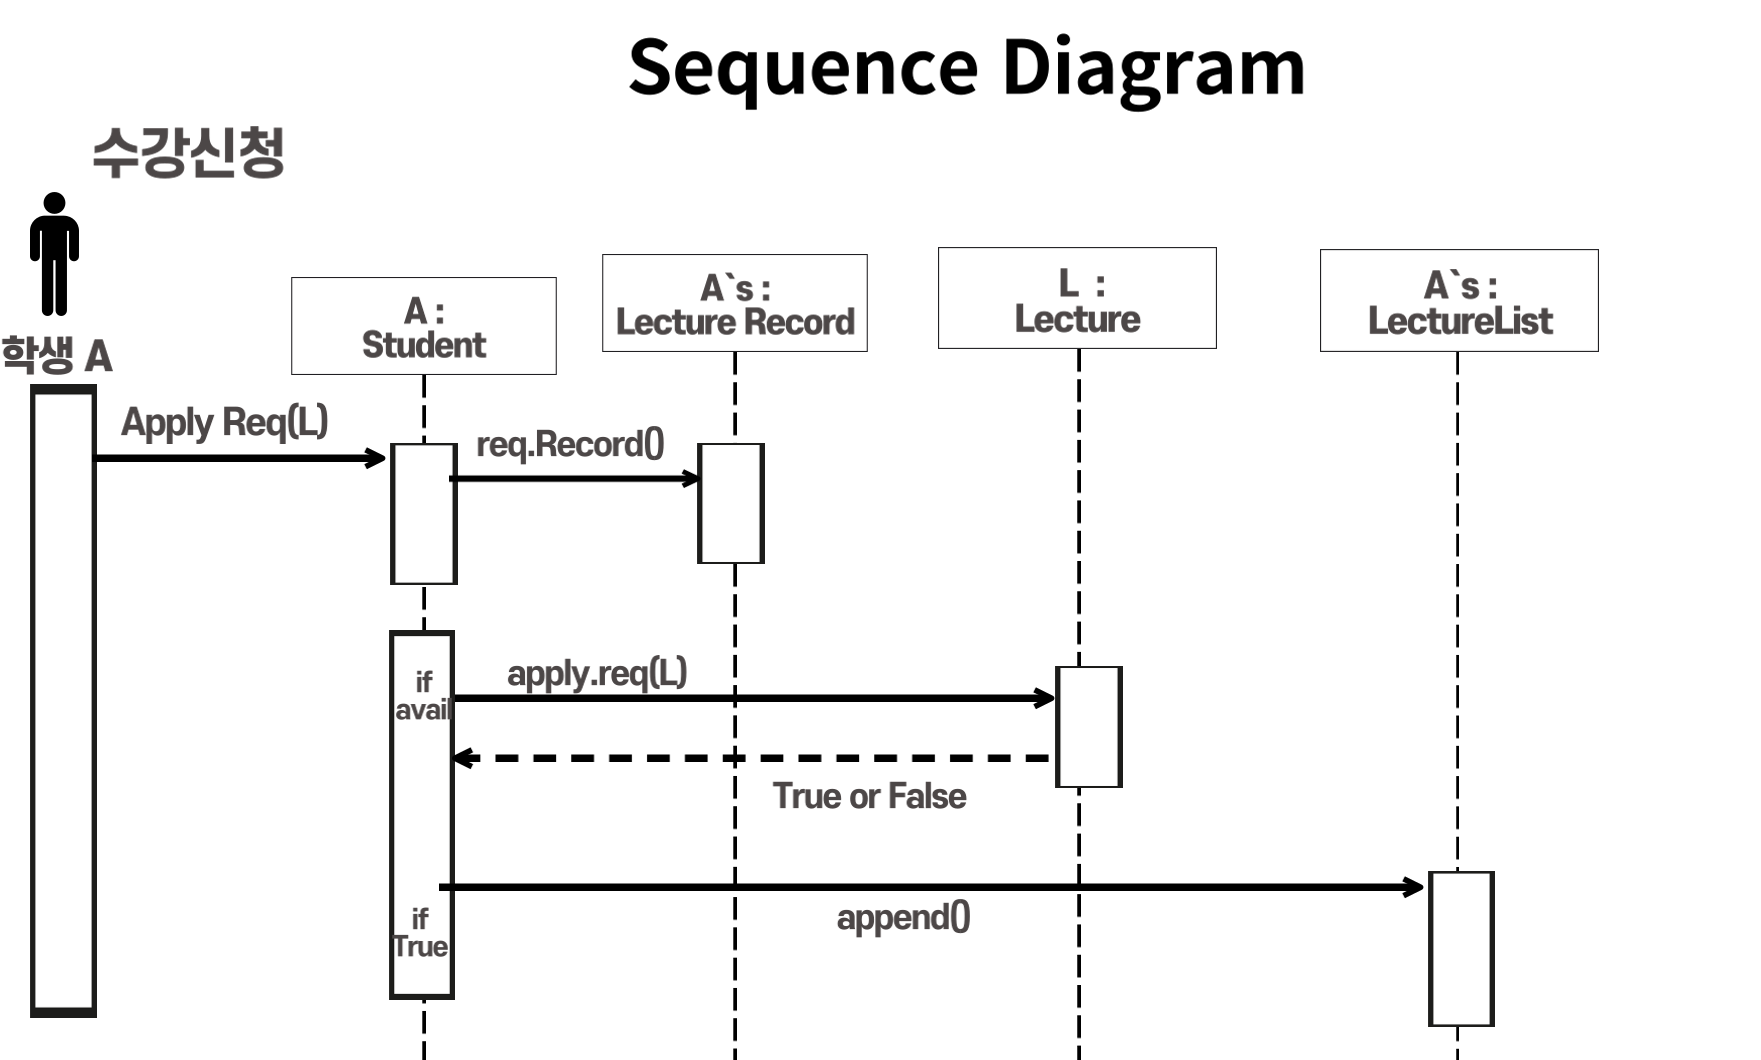 Sequence Diagram
수강신청
학생 A
A :
Student
A`s :
Lecture Record
L :
Lecture
A`s :
LectureList
Apply Req(L)
req.Record()
if
avail
apply.req(L)
True or False
if
True
append()